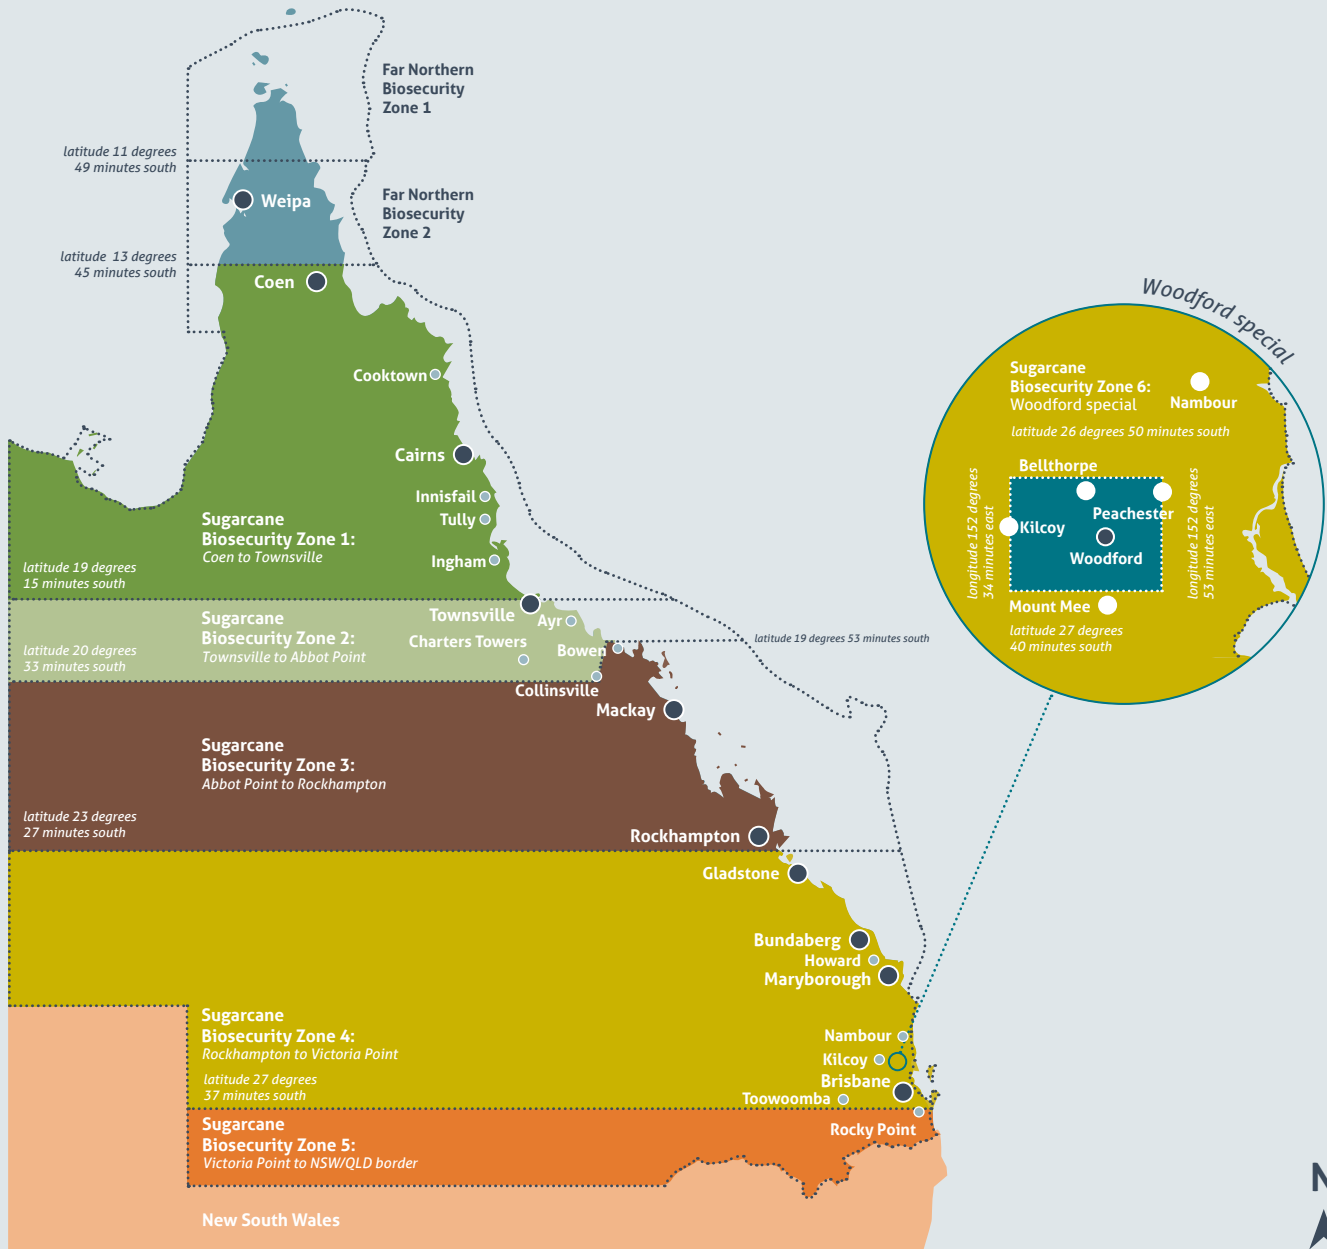 Far Northern
Biosecurity
Zone 1
latitude 11 degrees
49 minutes south
Far Northern
Biosecurity
Zone 2
Weipa
latitude 13 degrees
45 minutes south
Coen
Cooktown
Cairns
Innisfail
Tully
Ingham
Sugarcane
Biosecurity Zone 1:
Coen to Townsville
latitude 19 degrees
15 minutes south
Townsville
Ayr
Sugarcane
Biosecurity Zone 2:
Townsville to Abbot Point
Charters Towers
Bowen
latitude 19 degrees 53 minutes south
latitude 20 degrees
33 minutes south
Collinsville
Mackay
Sugarcane
Biosecurity Zone 3:
Abbot Point to Rockhampton
latitude 23 degrees
27 minutes south
Rockhampton
Gladstone
Bundaberg
Howard
Maryborough
Sugarcane
Biosecurity Zone 4:
Rockhampton to Victoria Point
latitude 27 degrees
37 minutes south
Nambour
Kilcoy
Brisbane
Toowoomba
Rocky Point
Sugarcane
Biosecurity Zone 5:
Victoria Point to NSW/QLD border
New South Wales
Woodford special
Sugarcane
Biosecurity Zone 6:
Woodford special
Nambour
latitude 26 degrees 50 minutes south
Bellthorpe
Peachester
Kilcoy
Woodford
longitude 152 degrees
34 minutes east
longitude 152 degrees
53 minutes east
Mount Mee
latitude 27 degrees
40 minutes south
N